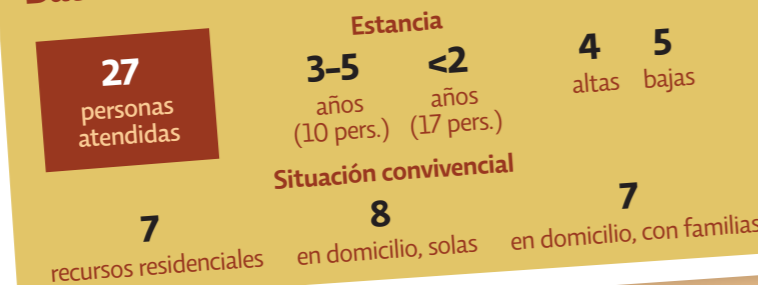 Estancia
27
personas
atendidas
3–5
años
(10 pers.)
<2
años
(17 pers.)
4
altas
5
bajas
Situación convivencial
7
recursos residenciales
8
en domicilio, solas
7
en domicilio, con familias